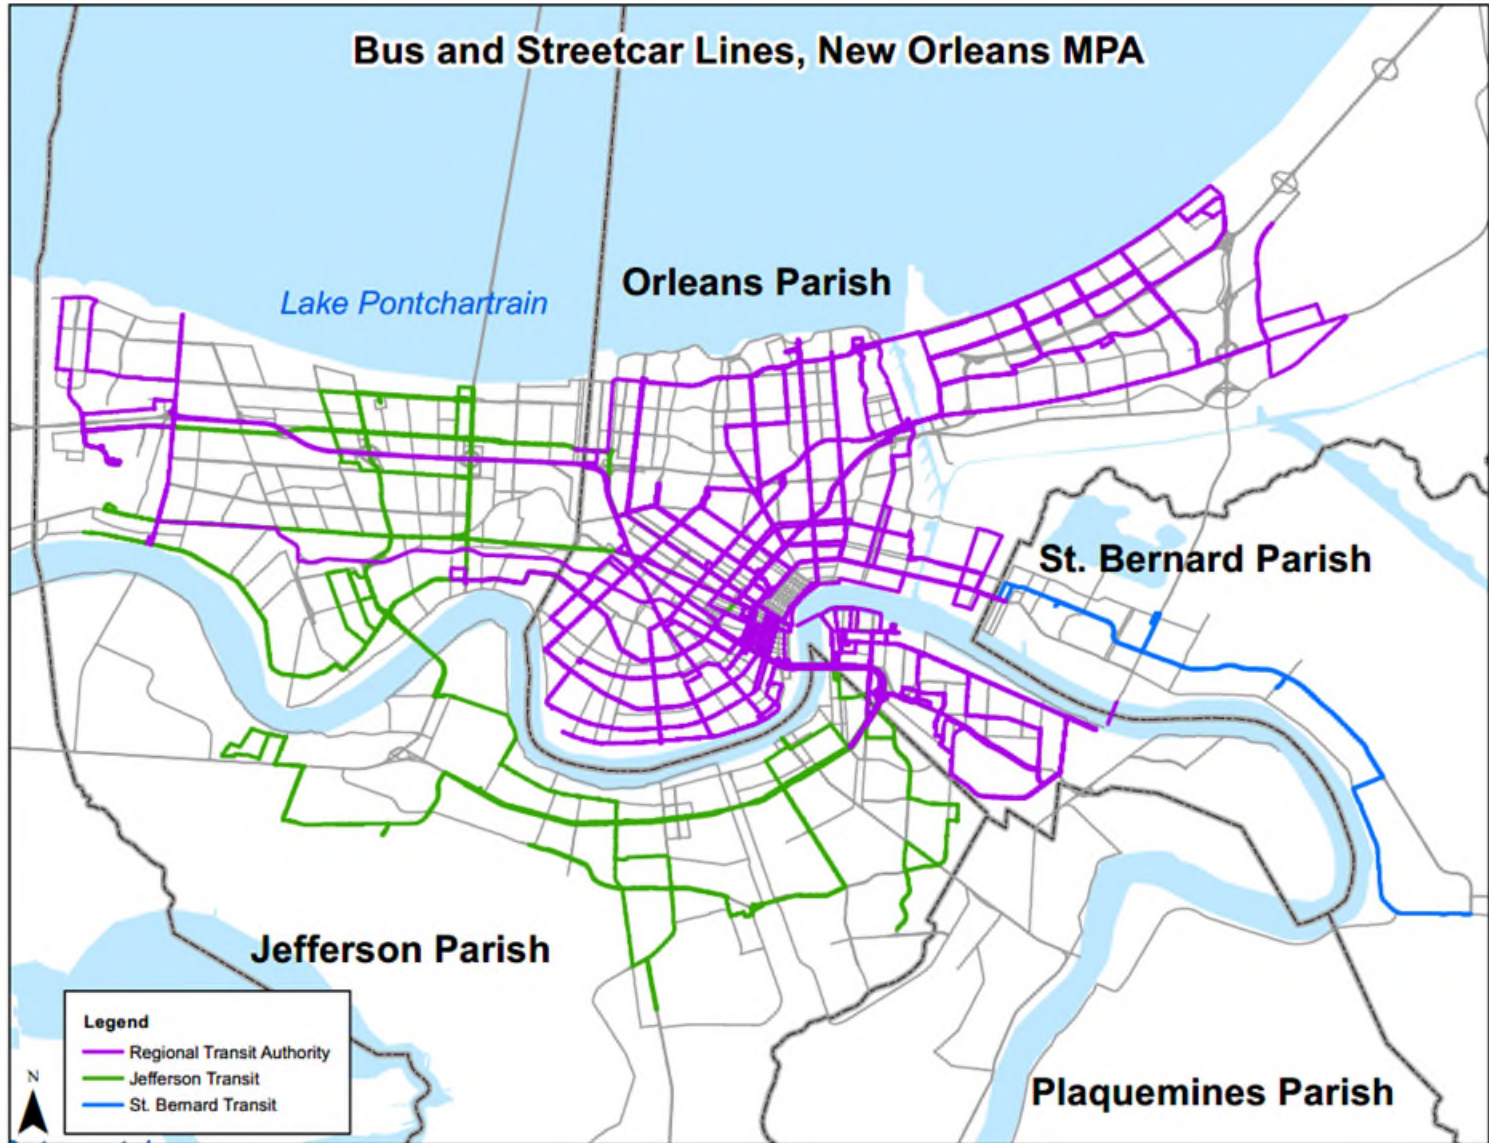 Bus and Streetcar Lines, New Orleans MPA
Orleans Parish
Lake Pontchartrain
St. Bernard Parish
Jefferson Parish
Plaquemines Parish
Legend
Regional Transit Authority
Jefferson Transit
St. Bernard Transit
N